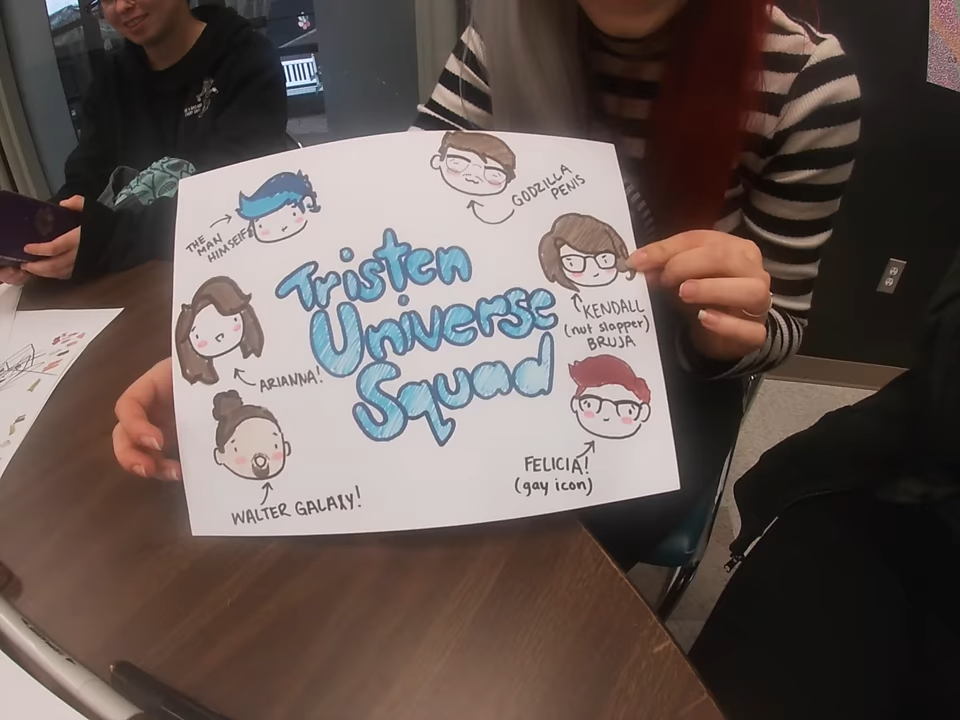 THE
MAN
HIMSELF
GODZILLA
PENIS
Tristen
Universe
Squad
ARIANNA!
KENDALL
(nut slapper)
BRUJA
WALTER GALAXY!
FELICIA!
(gay icon)